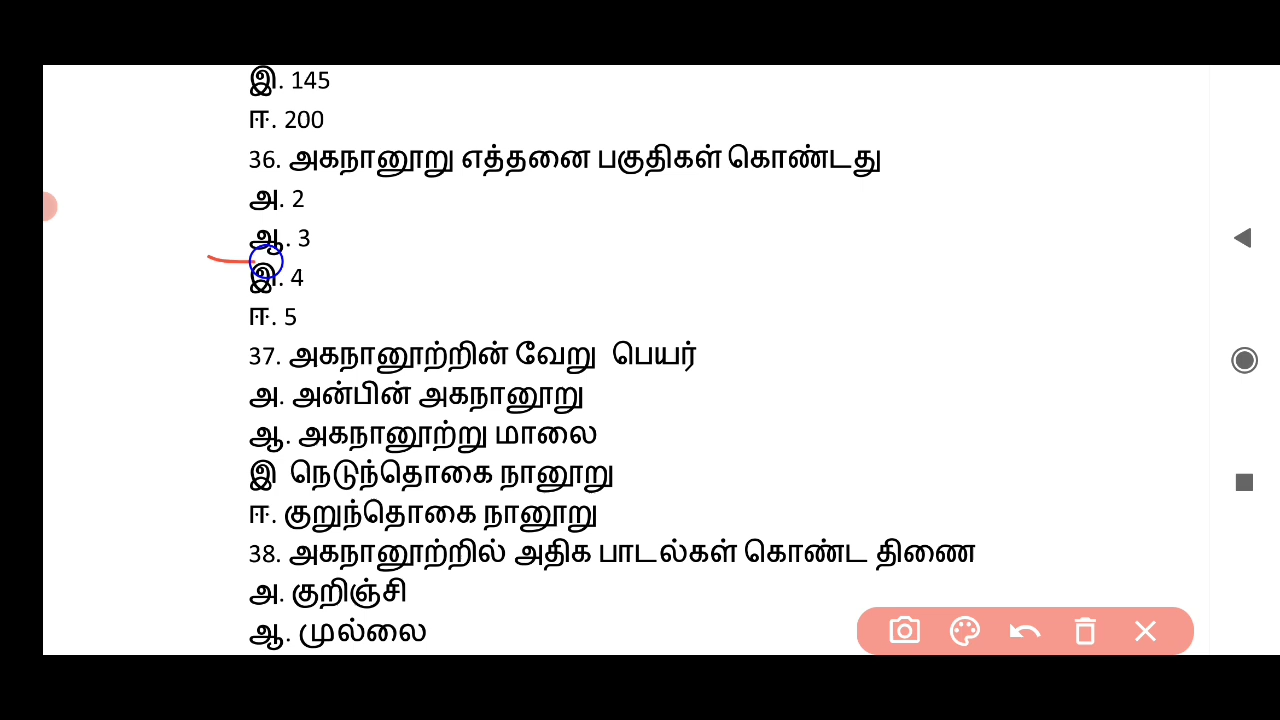 இ. 145
ஈ. 200
36. அகநானூறு எத்தனை பகுதிகள் கொண்டது
அ. 2
ஆ. 3
இ. 4
ஈ. 5
37. அகநானூற்றின் வேறு பெயர்
அ. அன்பின் அகநானூறு
ஆ. அகநானூற்று மாலை
இ நெடுந்தொகை நானூறு
ஈ. குறுந்தொகை நானூறு
38. அகநானூற்றில் அதிக பாடல்கள் கொண்ட திணை
அ. குறிஞ்சி
ஆ. முல்லை